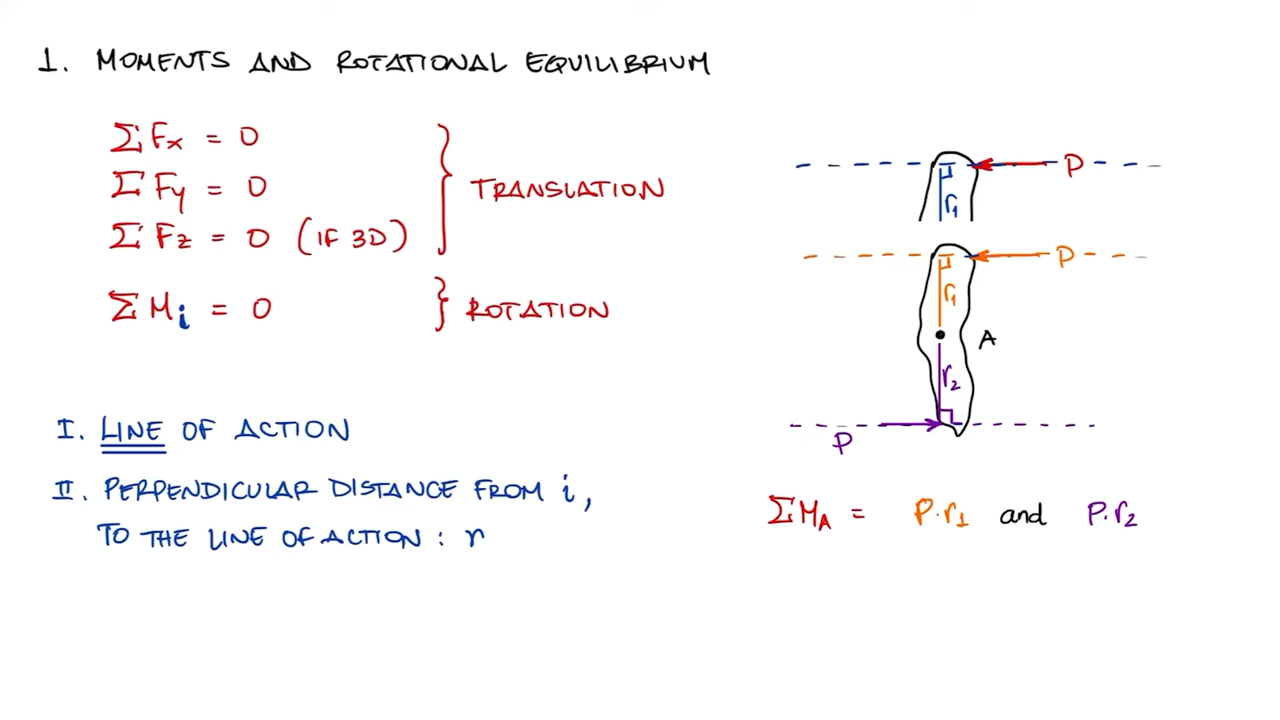 1. MOMENTS AND ROTATIONAL EQUILIBRIUM
ΣFx = 0
ΣFy = 0
ΣFz = 0 (IF 3D)
} TRANSLATION
ΣMi = 0
} ROTATION
I. LINE OF ACTION
II. PERPENDICULAR DISTANCE FROM i,
TO THE LINE OF ACTION : r
P
r1
P
r1
A
r2
P
ΣMA = P·r1 and P·r2